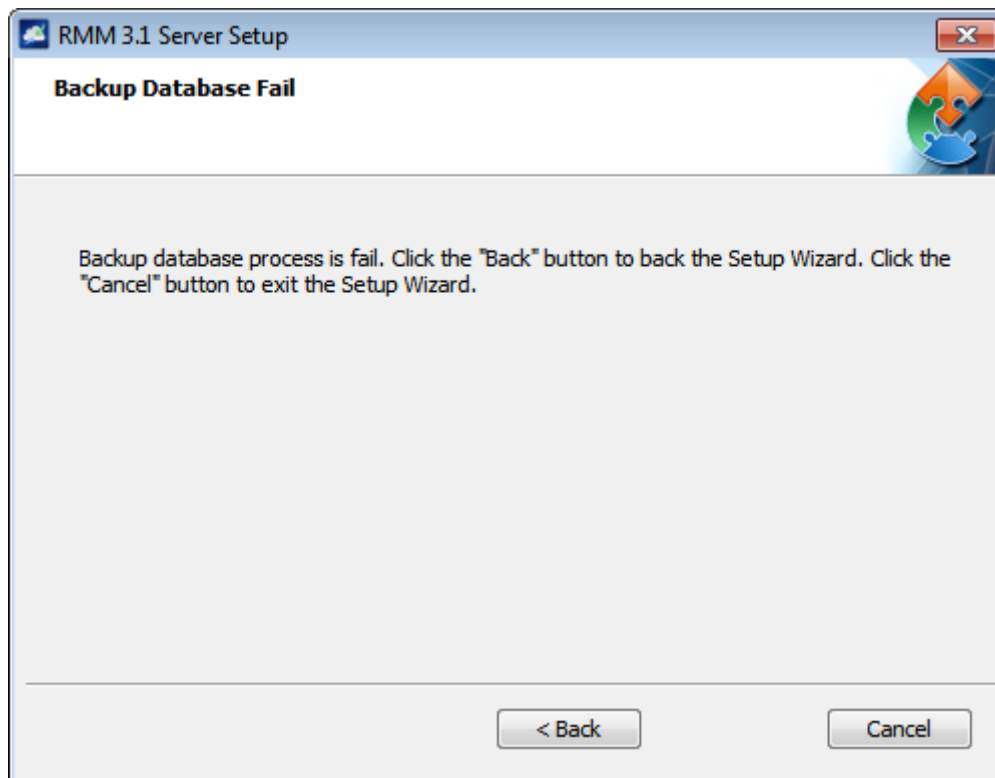 RMM 3.1 Server Setup
Backup Database Fail
Backup database process is fail. Click the "Back" button to back the Setup Wizard. Click the
"Cancel" button to exit the Setup Wizard.
< Back
Cancel